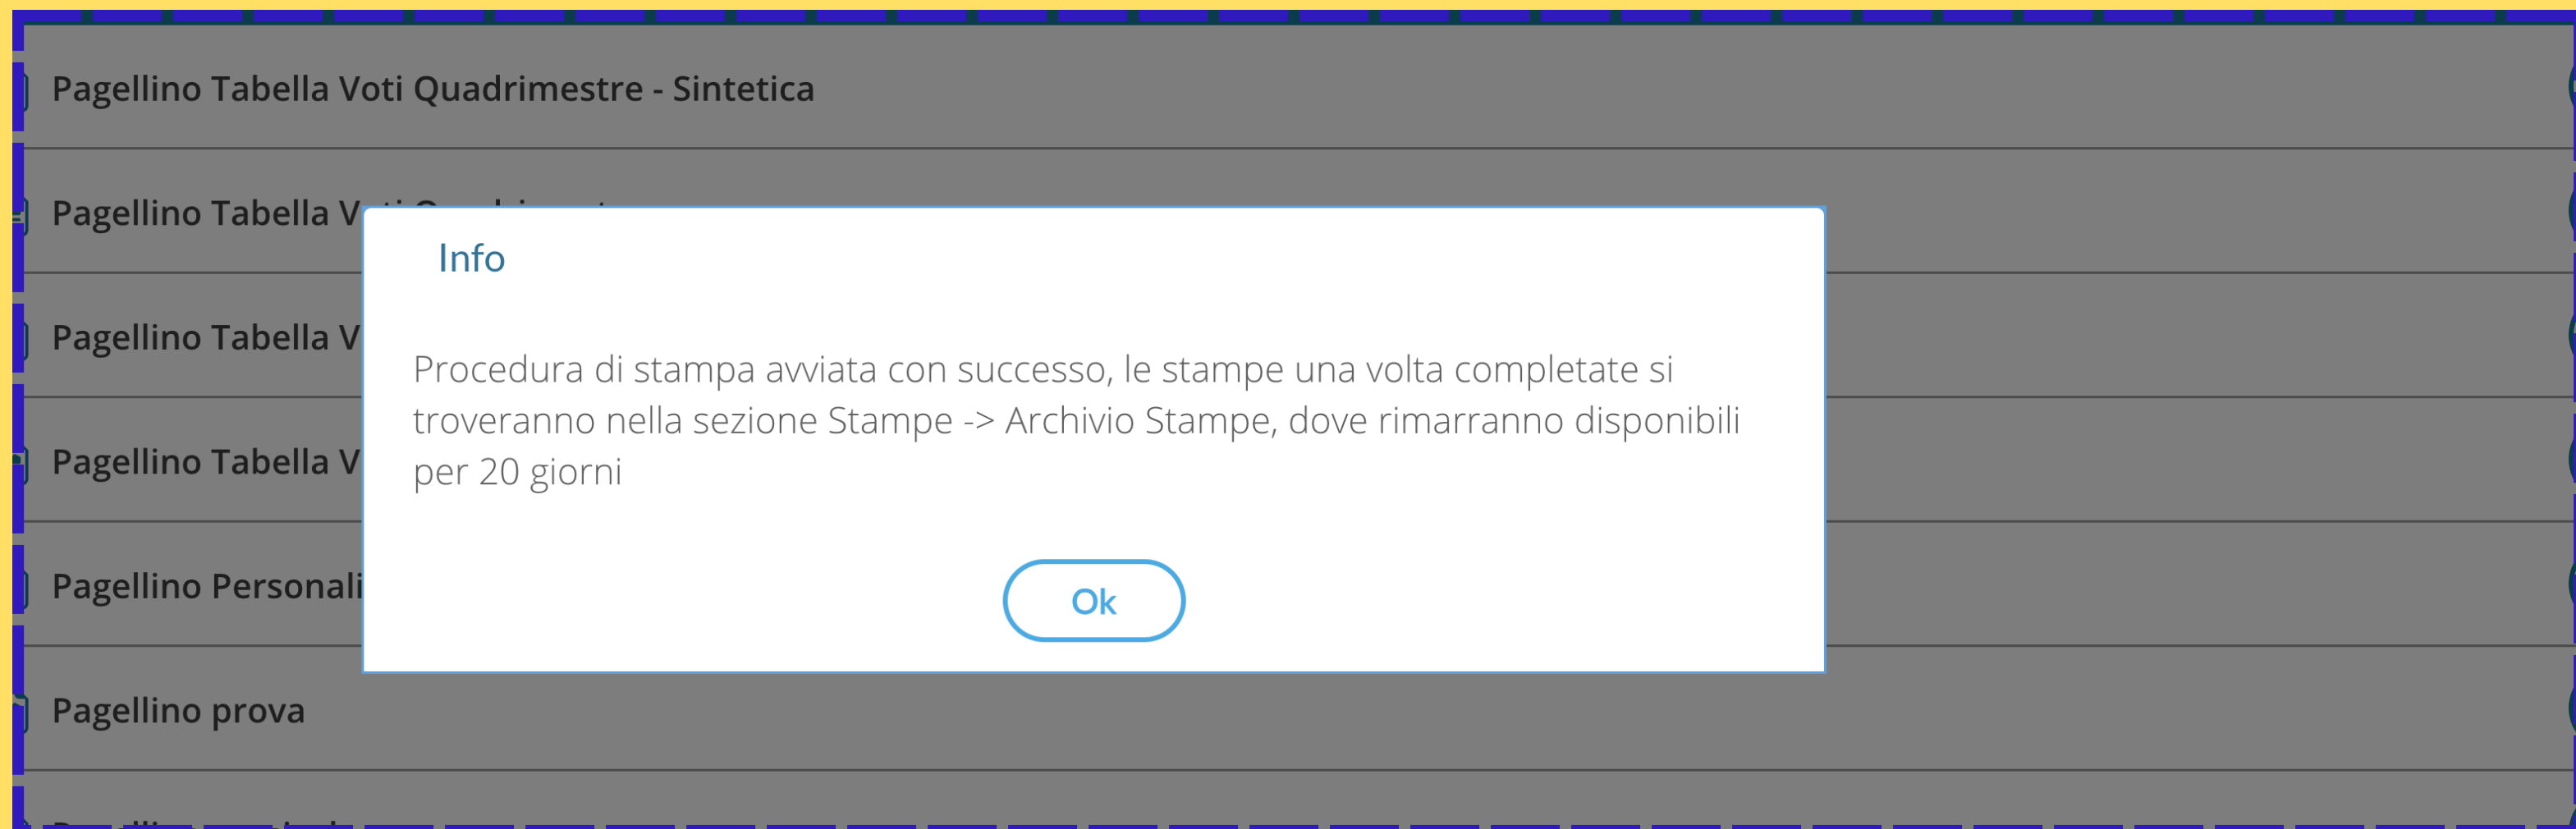 Pagellino Tabella Voti Quadrimestre - Sintetica
Pagellino Tabella
Info
Pagellino Tabella
Procedura di stampa avviata con successo, le stampe una volta completate si
troveranno nella sezione Stampe -> Archivio Stampe, dove rimarranno disponibili
per 20 giorni
Pagellino Tabella
Pagellino
Ok
Pagellino prova